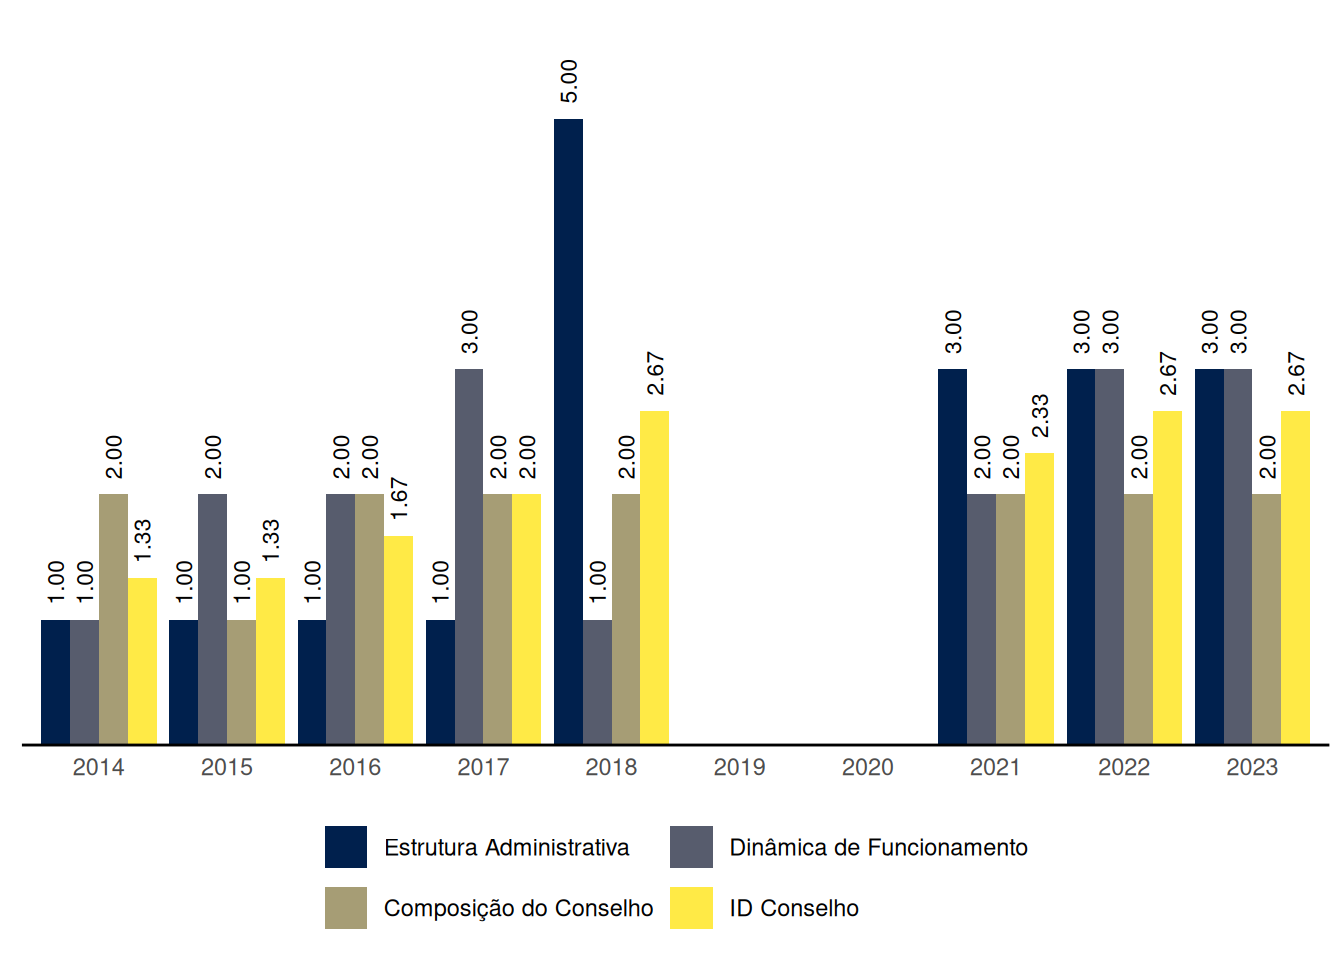 5.00
3.00 3.00 3.00 3.00 3.00 3.00
2.67 2.67 2.67
2.33
2.00 2.00 2.00 2.00 2.00 2.00 2.00 2.00 2.00 2.00 2.00
1.67
1.33 1.33
1.00 1.00 1.00 1.00 1.00 1.00 1.00
2014 2015 2016 2017 2018 2019 2020 2021 2022 2023
Estrutura Administrativa Dinâmica de Funcionamento
Composição do Conselho ID Conselho